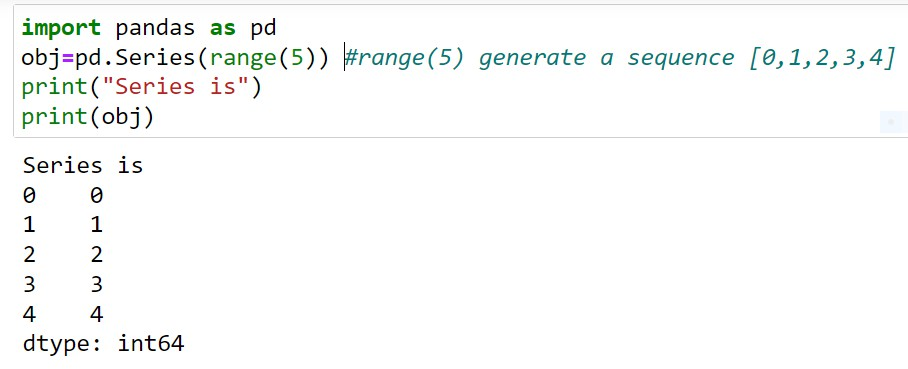 import pandas as pd
obj=pd.Series(range(5)) #range(5) generate a sequence [0,1,2,3,4]
print("Series is")
print(obj)
Series is
0    0
1    1
2    2
3    3
4    4
dtype: int64